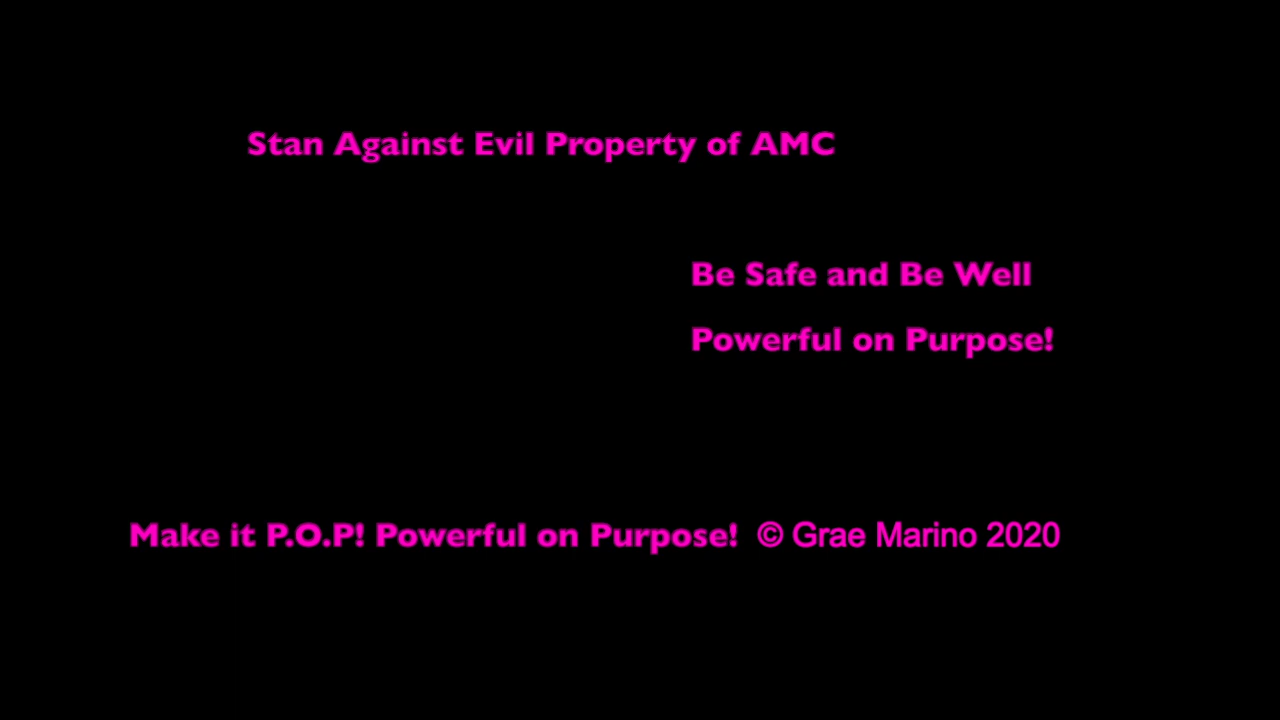 Stan Against Evil Property of AMC
Be Safe and Be Well
Powerful on Purpose!
Make it P.O.P! Powerful on Purpose! © Grae Marino 2020